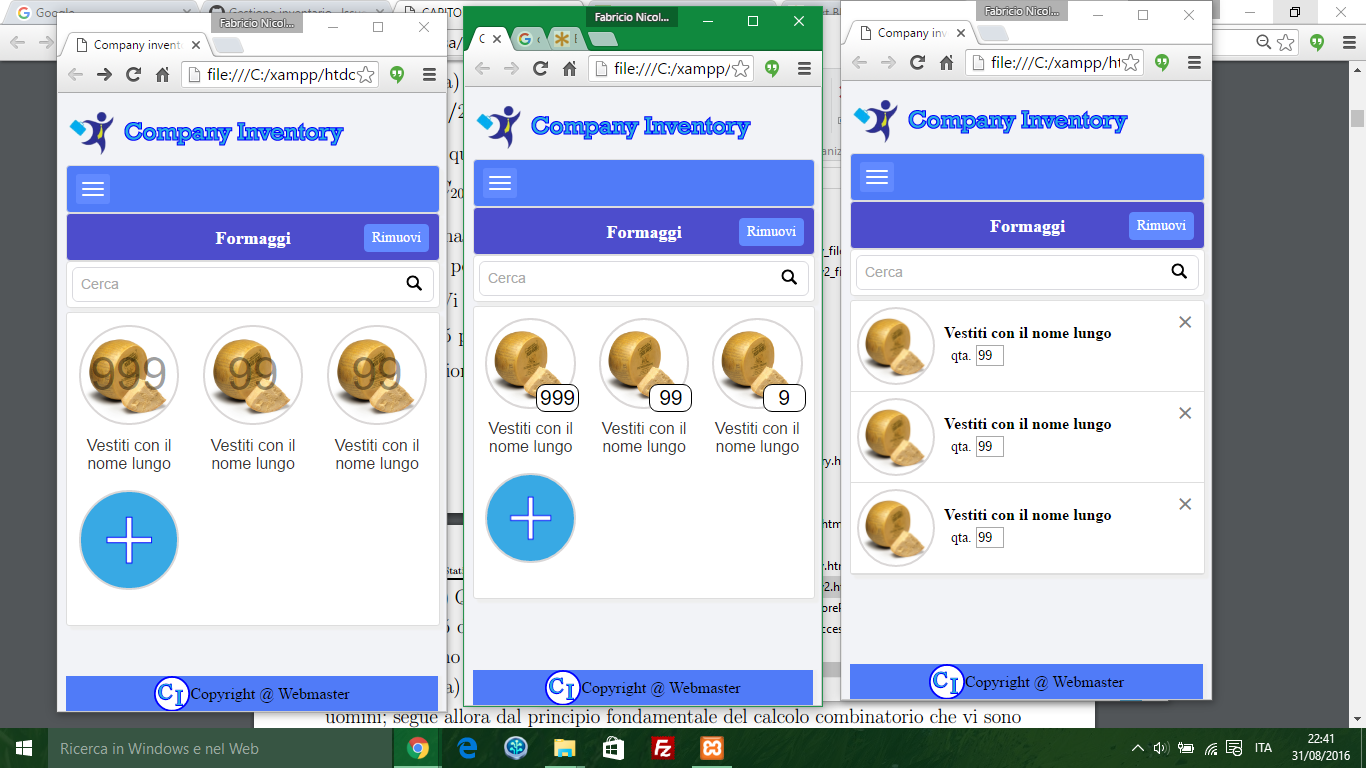 Google
Gestione inventario - Issu
CAPITO
Fabricio Nicol...
Company invent
file:///C:/xampp/htdc
Company Inventory
Formaggi
Rimuovi
Cerca
999
99
99
Vestiti con il nome lungo
Vestiti con il nome lungo
Vestiti con il nome lungo
CI Copyright @ Webmaster
Fabricio Nicol...
file:///C:/xampp/
Company Inventory
Formaggi
Rimuovi
Cerca
999
99
9
Vestiti con il nome lungo
Vestiti con il nome lungo
Vestiti con il nome lungo
CI Copyright @ Webmaster
Fabricio Nicol...
Company inv
file:///C:/xampp/ht
Company Inventory
Formaggi
Rimuovi
Cerca
Vestiti con il nome lungo
qta. 99
Vestiti con il nome lungo
qta. 99
Vestiti con il nome lungo
qta. 99
CI Copyright @ Webmaster
uomini; segue allora dal principio fondamentale del calcolo combinatorio che vi sono
Ricerca in Windows e nel Web
ITA
22:41
31/08/2016